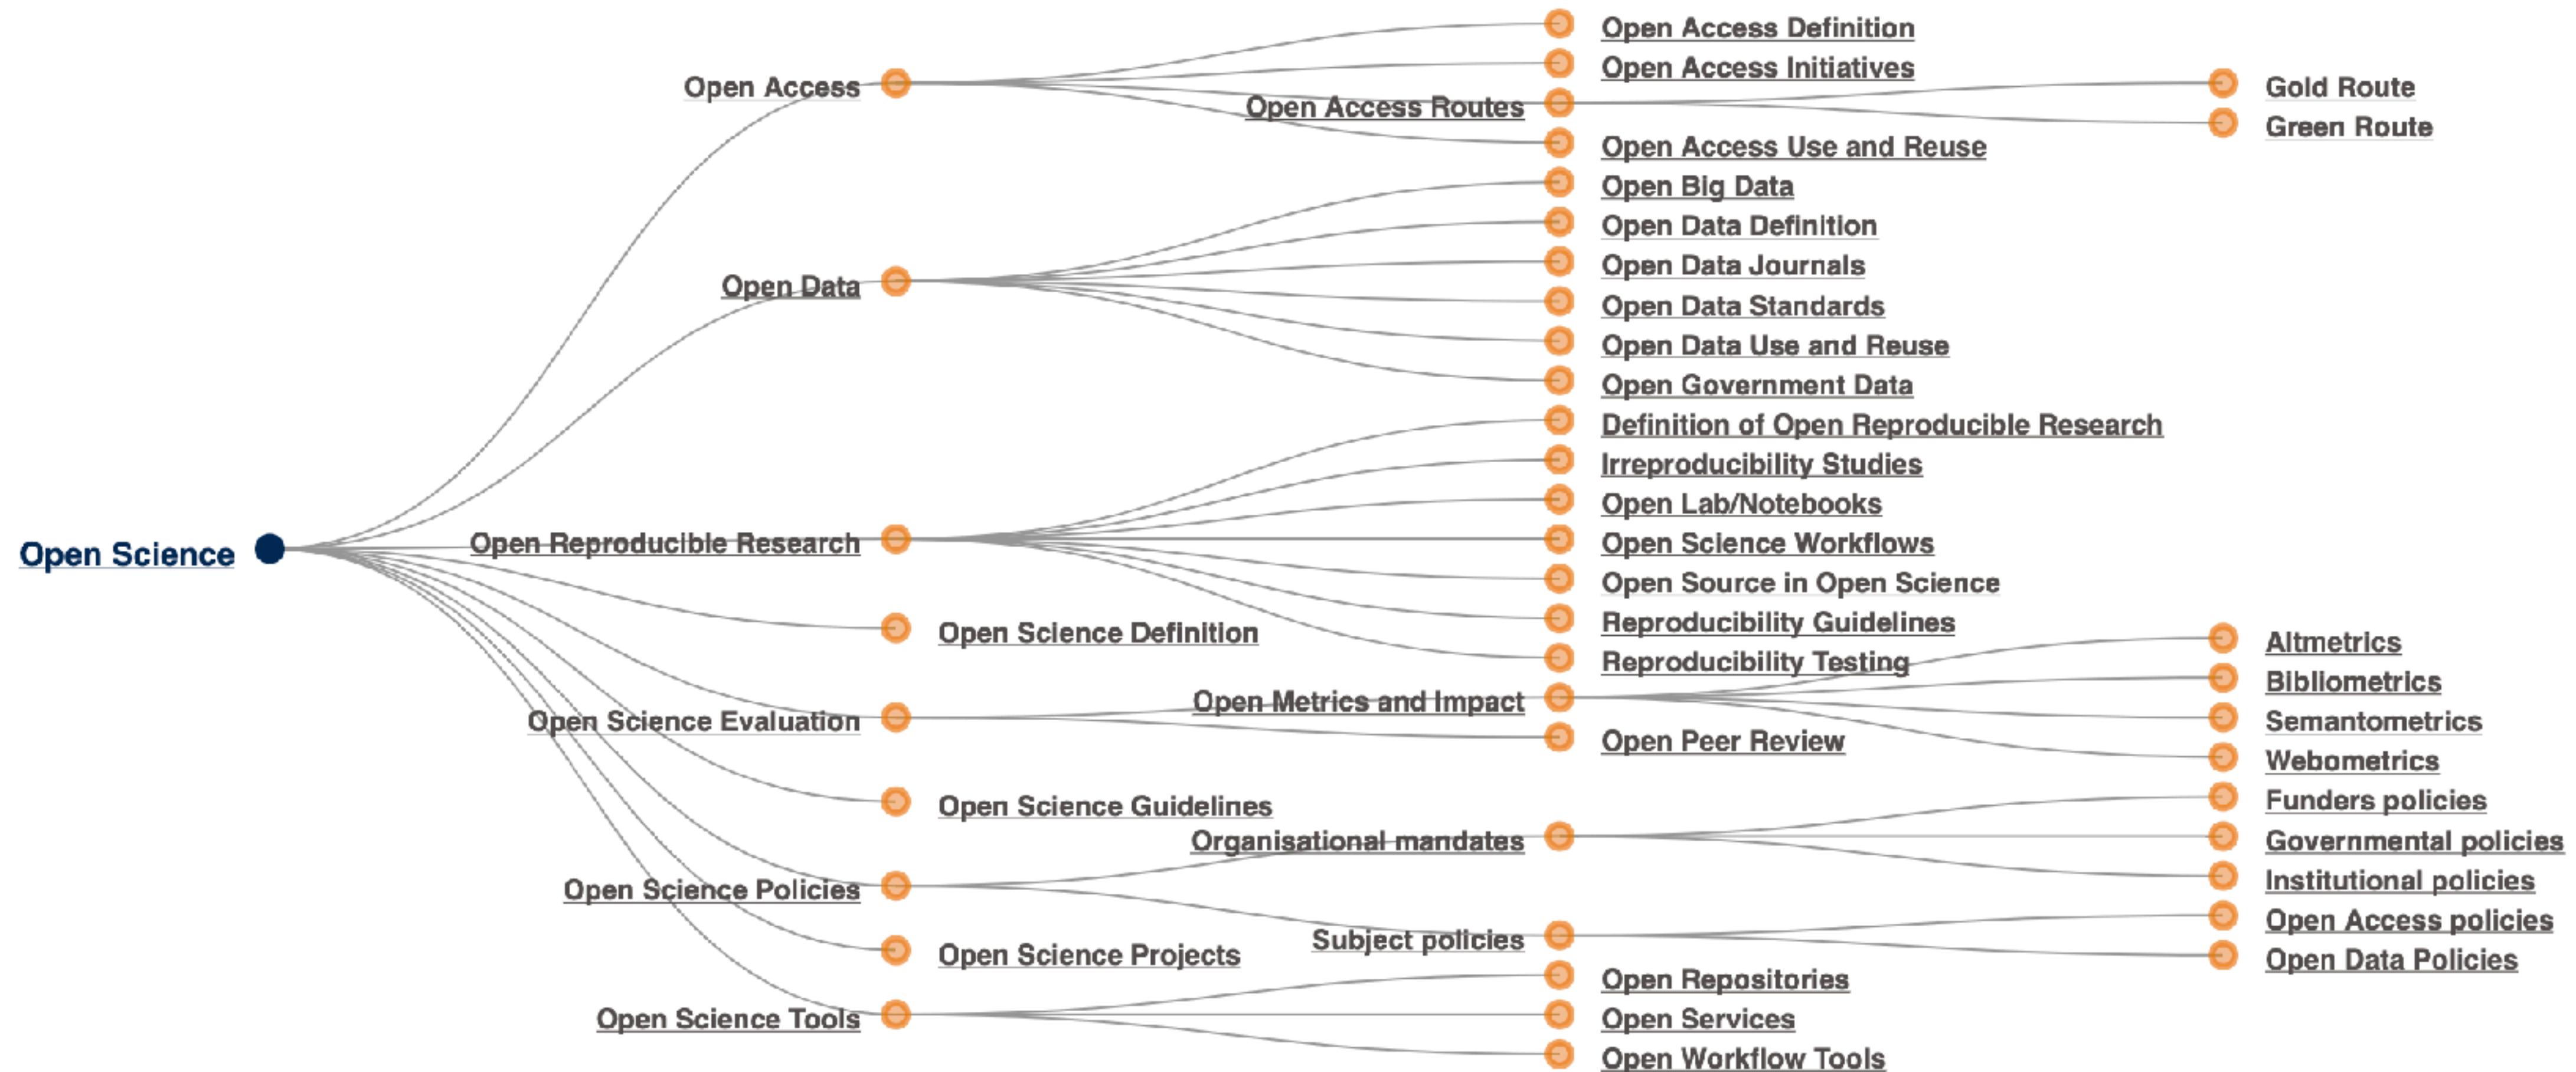 Open Access Definition
Open Access Initiatives
Open Access
Open Access Routes
Gold Route
Green Route
Open Access Use and Reuse
Open Big Data
Open Data Definition
Open Data Journals
Open Data
Open Data Standards
Open Data Use and Reuse
Open Government Data
Definition of Open Reproducible Research
Irreproducibility Studies
Open Lab/Notebooks
Open Science
Open Reproducible Research
Open Science Workflows
Open Source in Open Science
Reproducibility Guidelines
Open Science Definition
Reproducibility Testing
Altmetrics
Bibliometrics
Open Metrics and Impact
Semantometrics
Open Science Evaluation
Open Peer Review
Webometrics
Funders policies
Open Science Guidelines
Organisational mandates
Governmental policies
Institutional policies
Open Science Policies
Open Access policies
Subject policies
Open Data Policies
Open Science Projects
Open Repositories
Open Science Tools
Open Services
Open Workflow Tools